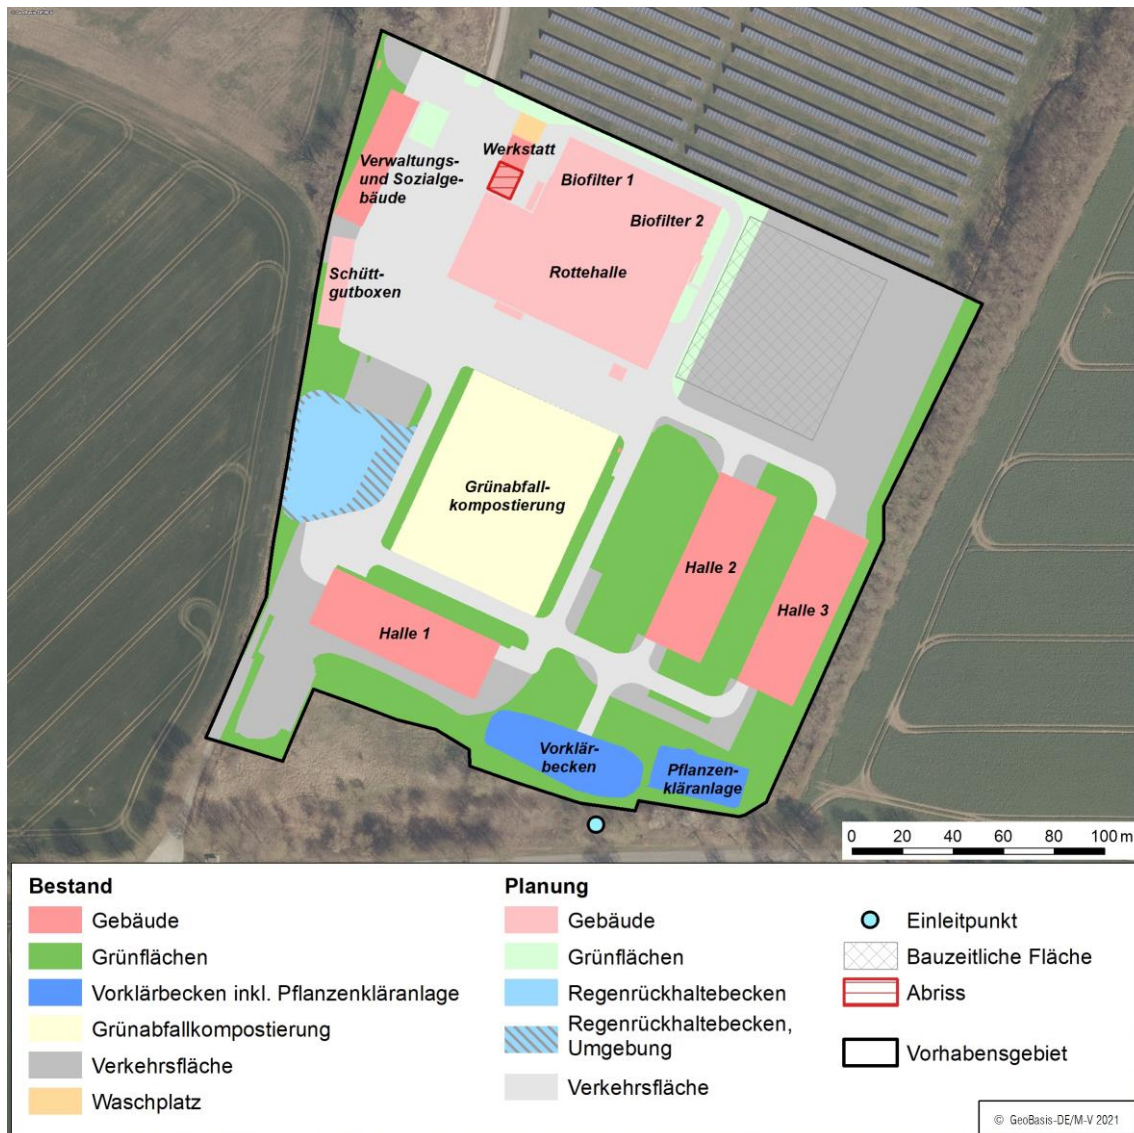 Werkstatt
Verwaltungs-
und Sozialge-
bäude
Biofilter 1
Biofilter 2
Rottehalle
Schütt-
gutboxen
Grünabfall-
kompostierung
Halle 2
Halle 3
Halle 1
Vorklär-
becken
Pflanzen-
kläranlage
0 20 40 60 80 100 m
Bestand
Gebäude
Grünflächen
Vorklärbecken inkl. Pflanzenkläranlage
Grünabfallkompostierung
Verkehrsfläche
Waschplatz
Planung
Gebäude
Grünflächen
Regenrückhaltebecken
Regenrückhaltebecken,
Umgebung
Verkehrsfläche
Einleitpunkt
Bauzeitliche Fläche
Abriss
Vorhabensgebiet
© GeoBasis-DE/M-V 2021